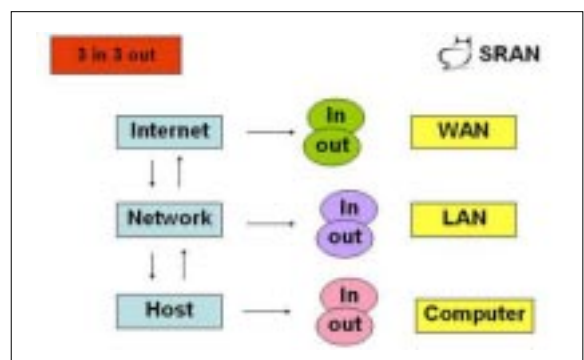 3 in 3 out
SRAN
Internet
In
out
WAN
Network
In
out
LAN
Host
In
out
Computer